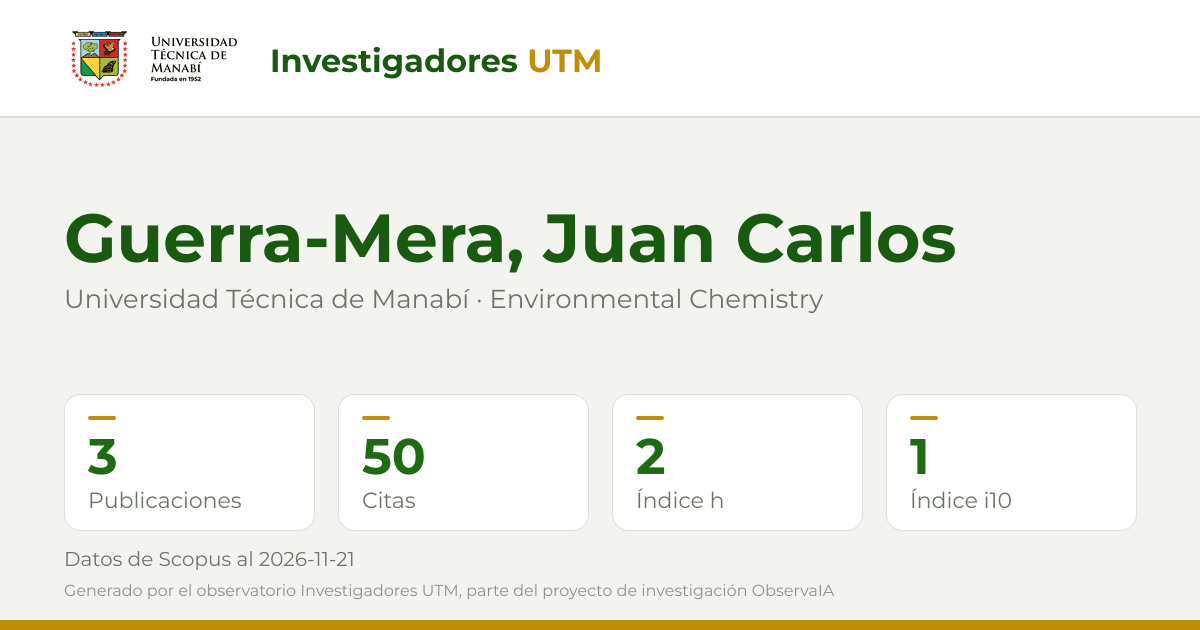 UNIVERSIDAD
TÉCNICA DE
MANABÍ
Fundada en 1952
Investigadores UTM
Guerra-Mera, Juan Carlos
Universidad Técnica de Manabí · Environmental Chemistry
3
Publicaciones
50
Citas
2
Índice h
1
Índice i10
Datos de Scopus al 2026-11-21
Generado por el observatorio Investigadores UTM, parte del proyecto de investigación ObservaIA